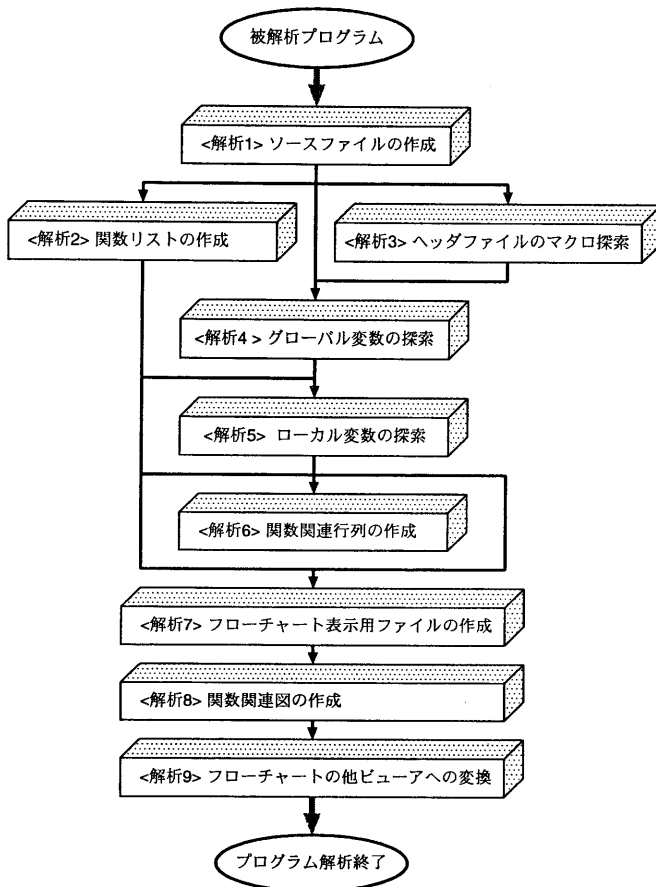 被解析プログラム
<解析1> ソースファイルの作成
<解析2> 関数リストの作成
<解析3> ヘッダファイルのマクロ探索
<解析4 > グローバル変数の探索
<解析5> ローカル変数の探索
<解析6> 関数関連行列の作成
<解析7> フローチャート表示用ファイルの作成
<解析8> 関数関連図の作成
<解析9> フローチャートの他ビューアへの変換
プログラム解析終了